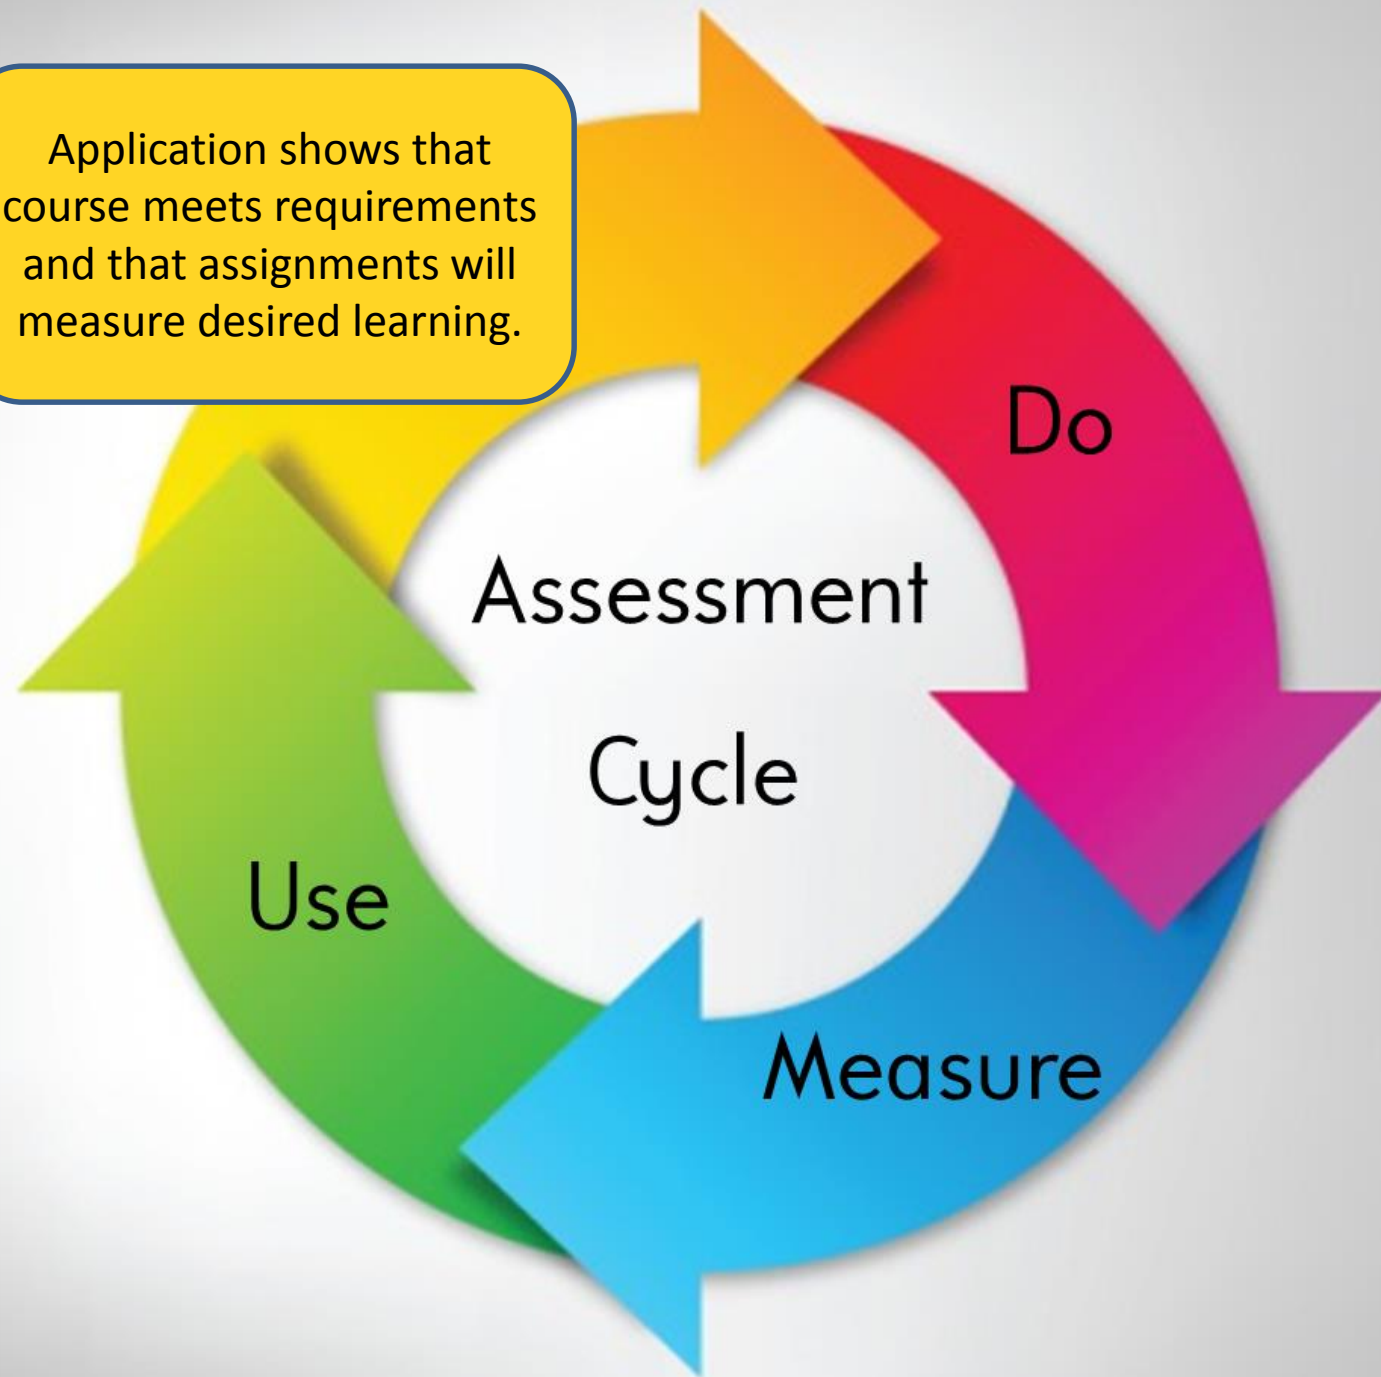 Application shows that
course meets requirements
and that assignments will
measure desired learning.
Do
Assessment
Cycle
Use
Measure